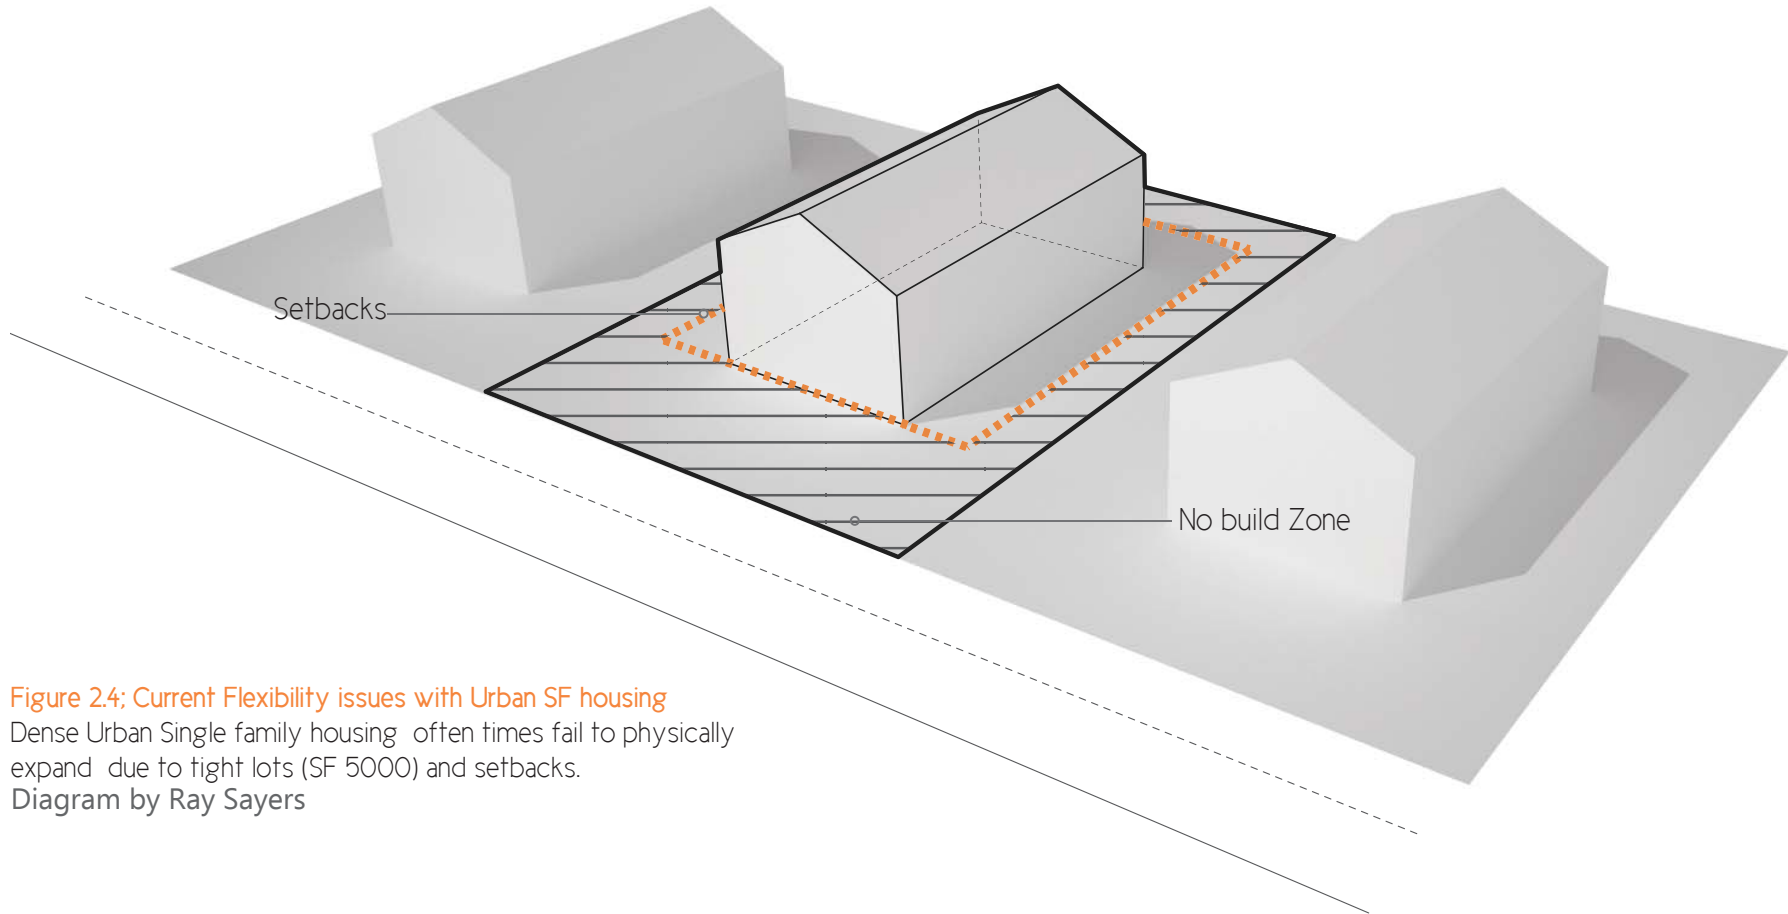 Setbacks
No build Zone
Figure 2.4; Current Flexibility issues with Urban SF housing
Dense Urban Single family housing often times fail to physically
expand due to tight lots (SF 5000) and setbacks.
Diagram by Ray Sayers